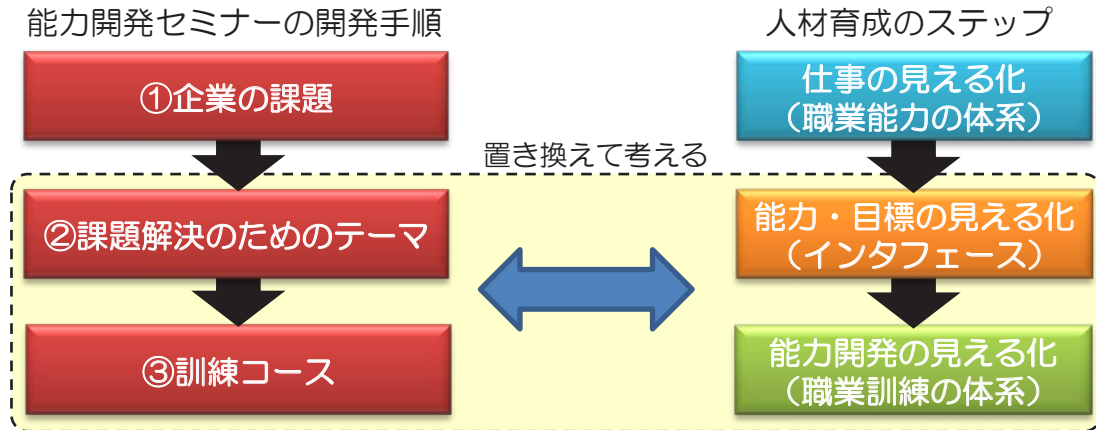 能力開発セミナーの開発手順
①企業の課題
②課題解決のためのテーマ
③訓練コース
置き換えて考える
人材育成のステップ
仕事の見える化
（職業能力の体系）
能力・目標の見える化
（インタフェース）
能力開発の見える化
（職業訓練の体系）